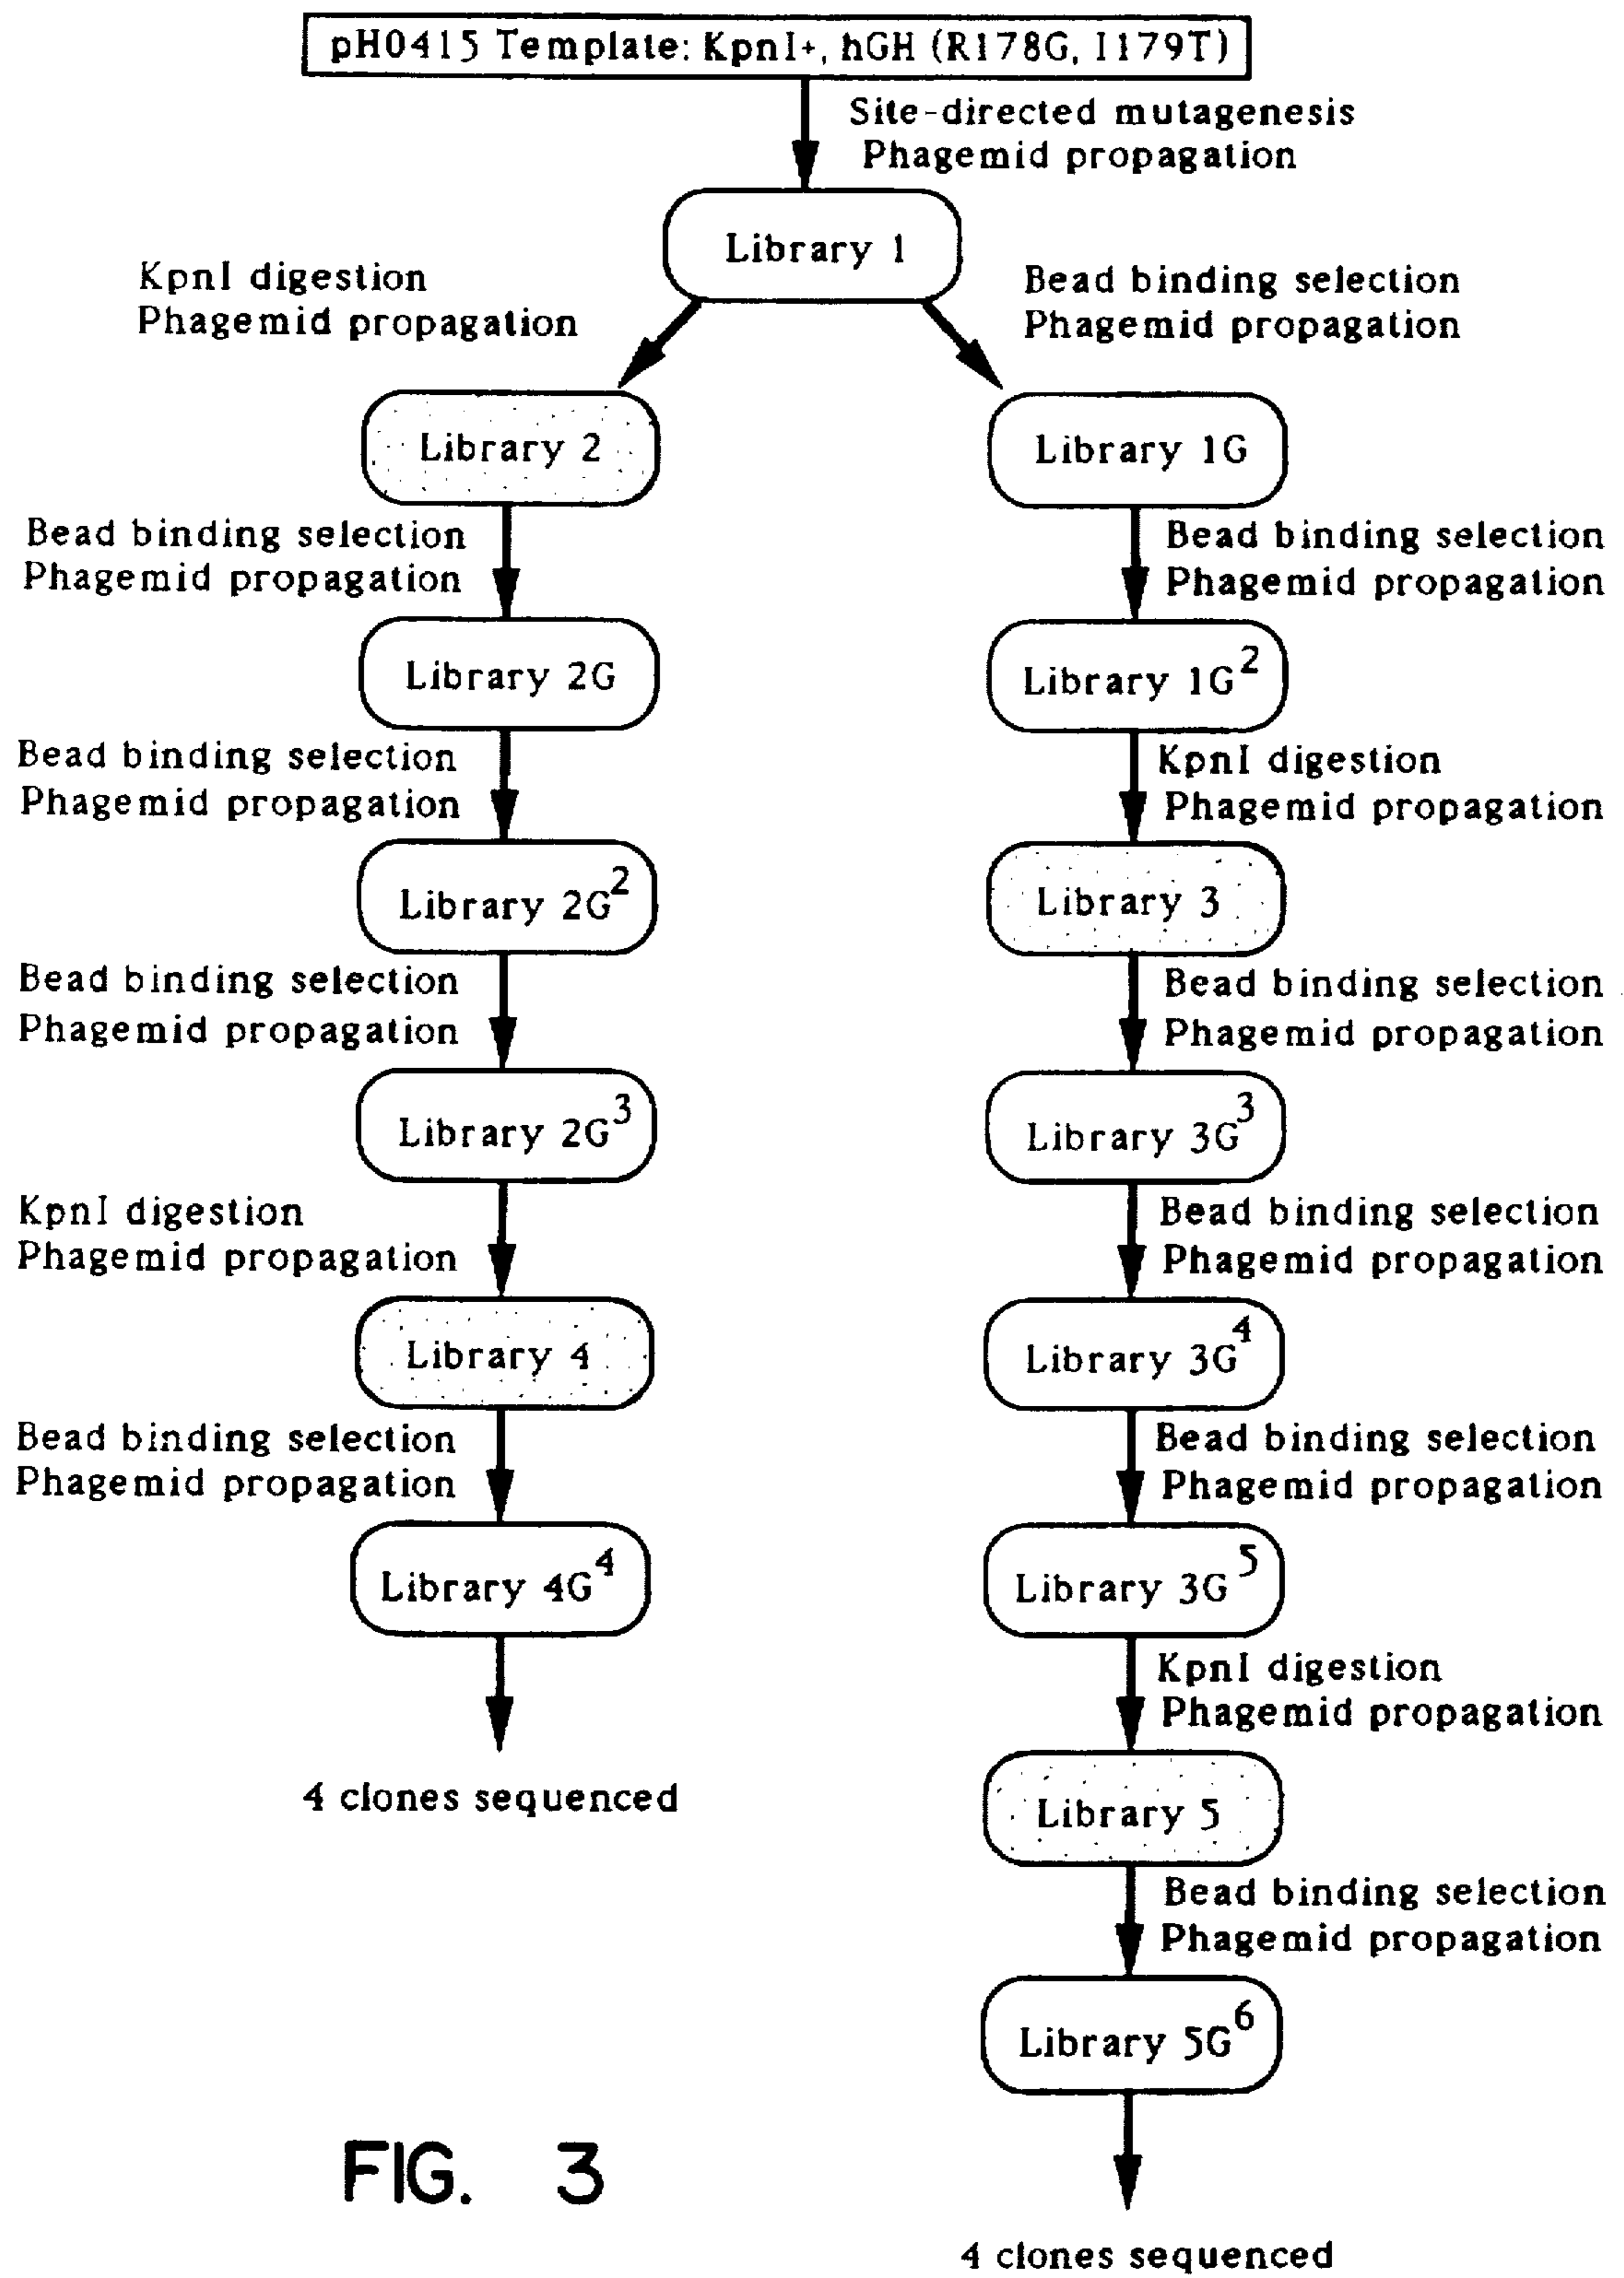 pH0415 Template: KpnI+, hGH (R178G, I179T)
Site-directed mutagenesis
Phagemid propagation
Library 1
KpnI digestion
Phagemid propagation
Bead binding selection
Phagemid propagation
Library 2
Library 1G
Bead binding selection
Phagemid propagation
Bead binding selection
Phagemid propagation
Library 2G
Library 1G²
Bead binding selection
Phagemid propagation
KpnI digestion
Phagemid propagation
Library 2G²
Library 3
Bead binding selection
Phagemid propagation
Bead binding selection
Phagemid propagation
Library 2G³
Library 3G³
KpnI digestion
Phagemid propagation
Bead binding selection
Phagemid propagation
Library 4
Library 3G⁴
Bead binding selection
Phagemid propagation
Bead binding selection
Phagemid propagation
Library 4G⁴
Library 3G⁵
KpnI digestion
Phagemid propagation
4 clones sequenced
Library 5
Bead binding selection
Phagemid propagation
Library 5G⁶
FIG. 3
4 clones sequenced